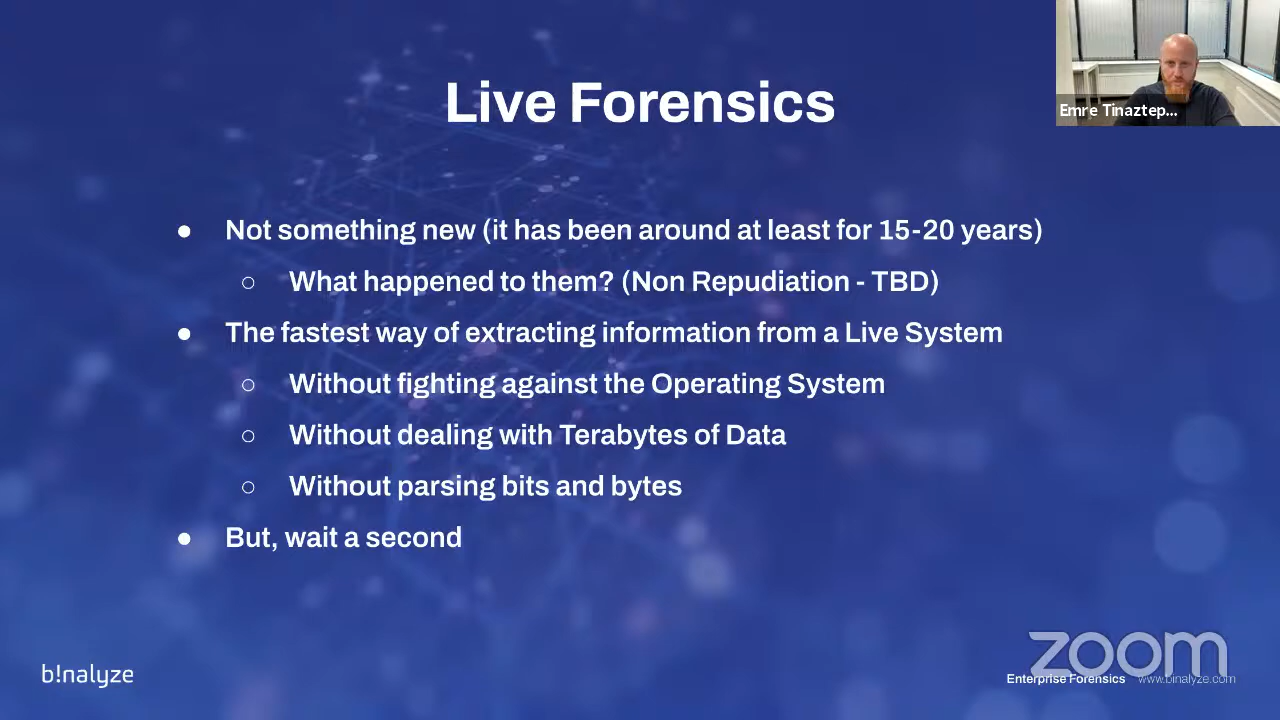 Live Forensics
Emre Tinaztep...
● Not something new (it has been around at least for 15-20 years)
○ What happened to them? (Non Repudiation - TBD)
● The fastest way of extracting information from a Live System
○ Without fighting against the Operating System
○ Without dealing with Terabytes of Data
○ Without parsing bits and bytes
● But, wait a second
b!nalyze
zoom
Enterprise Forensics www.binalyze.com